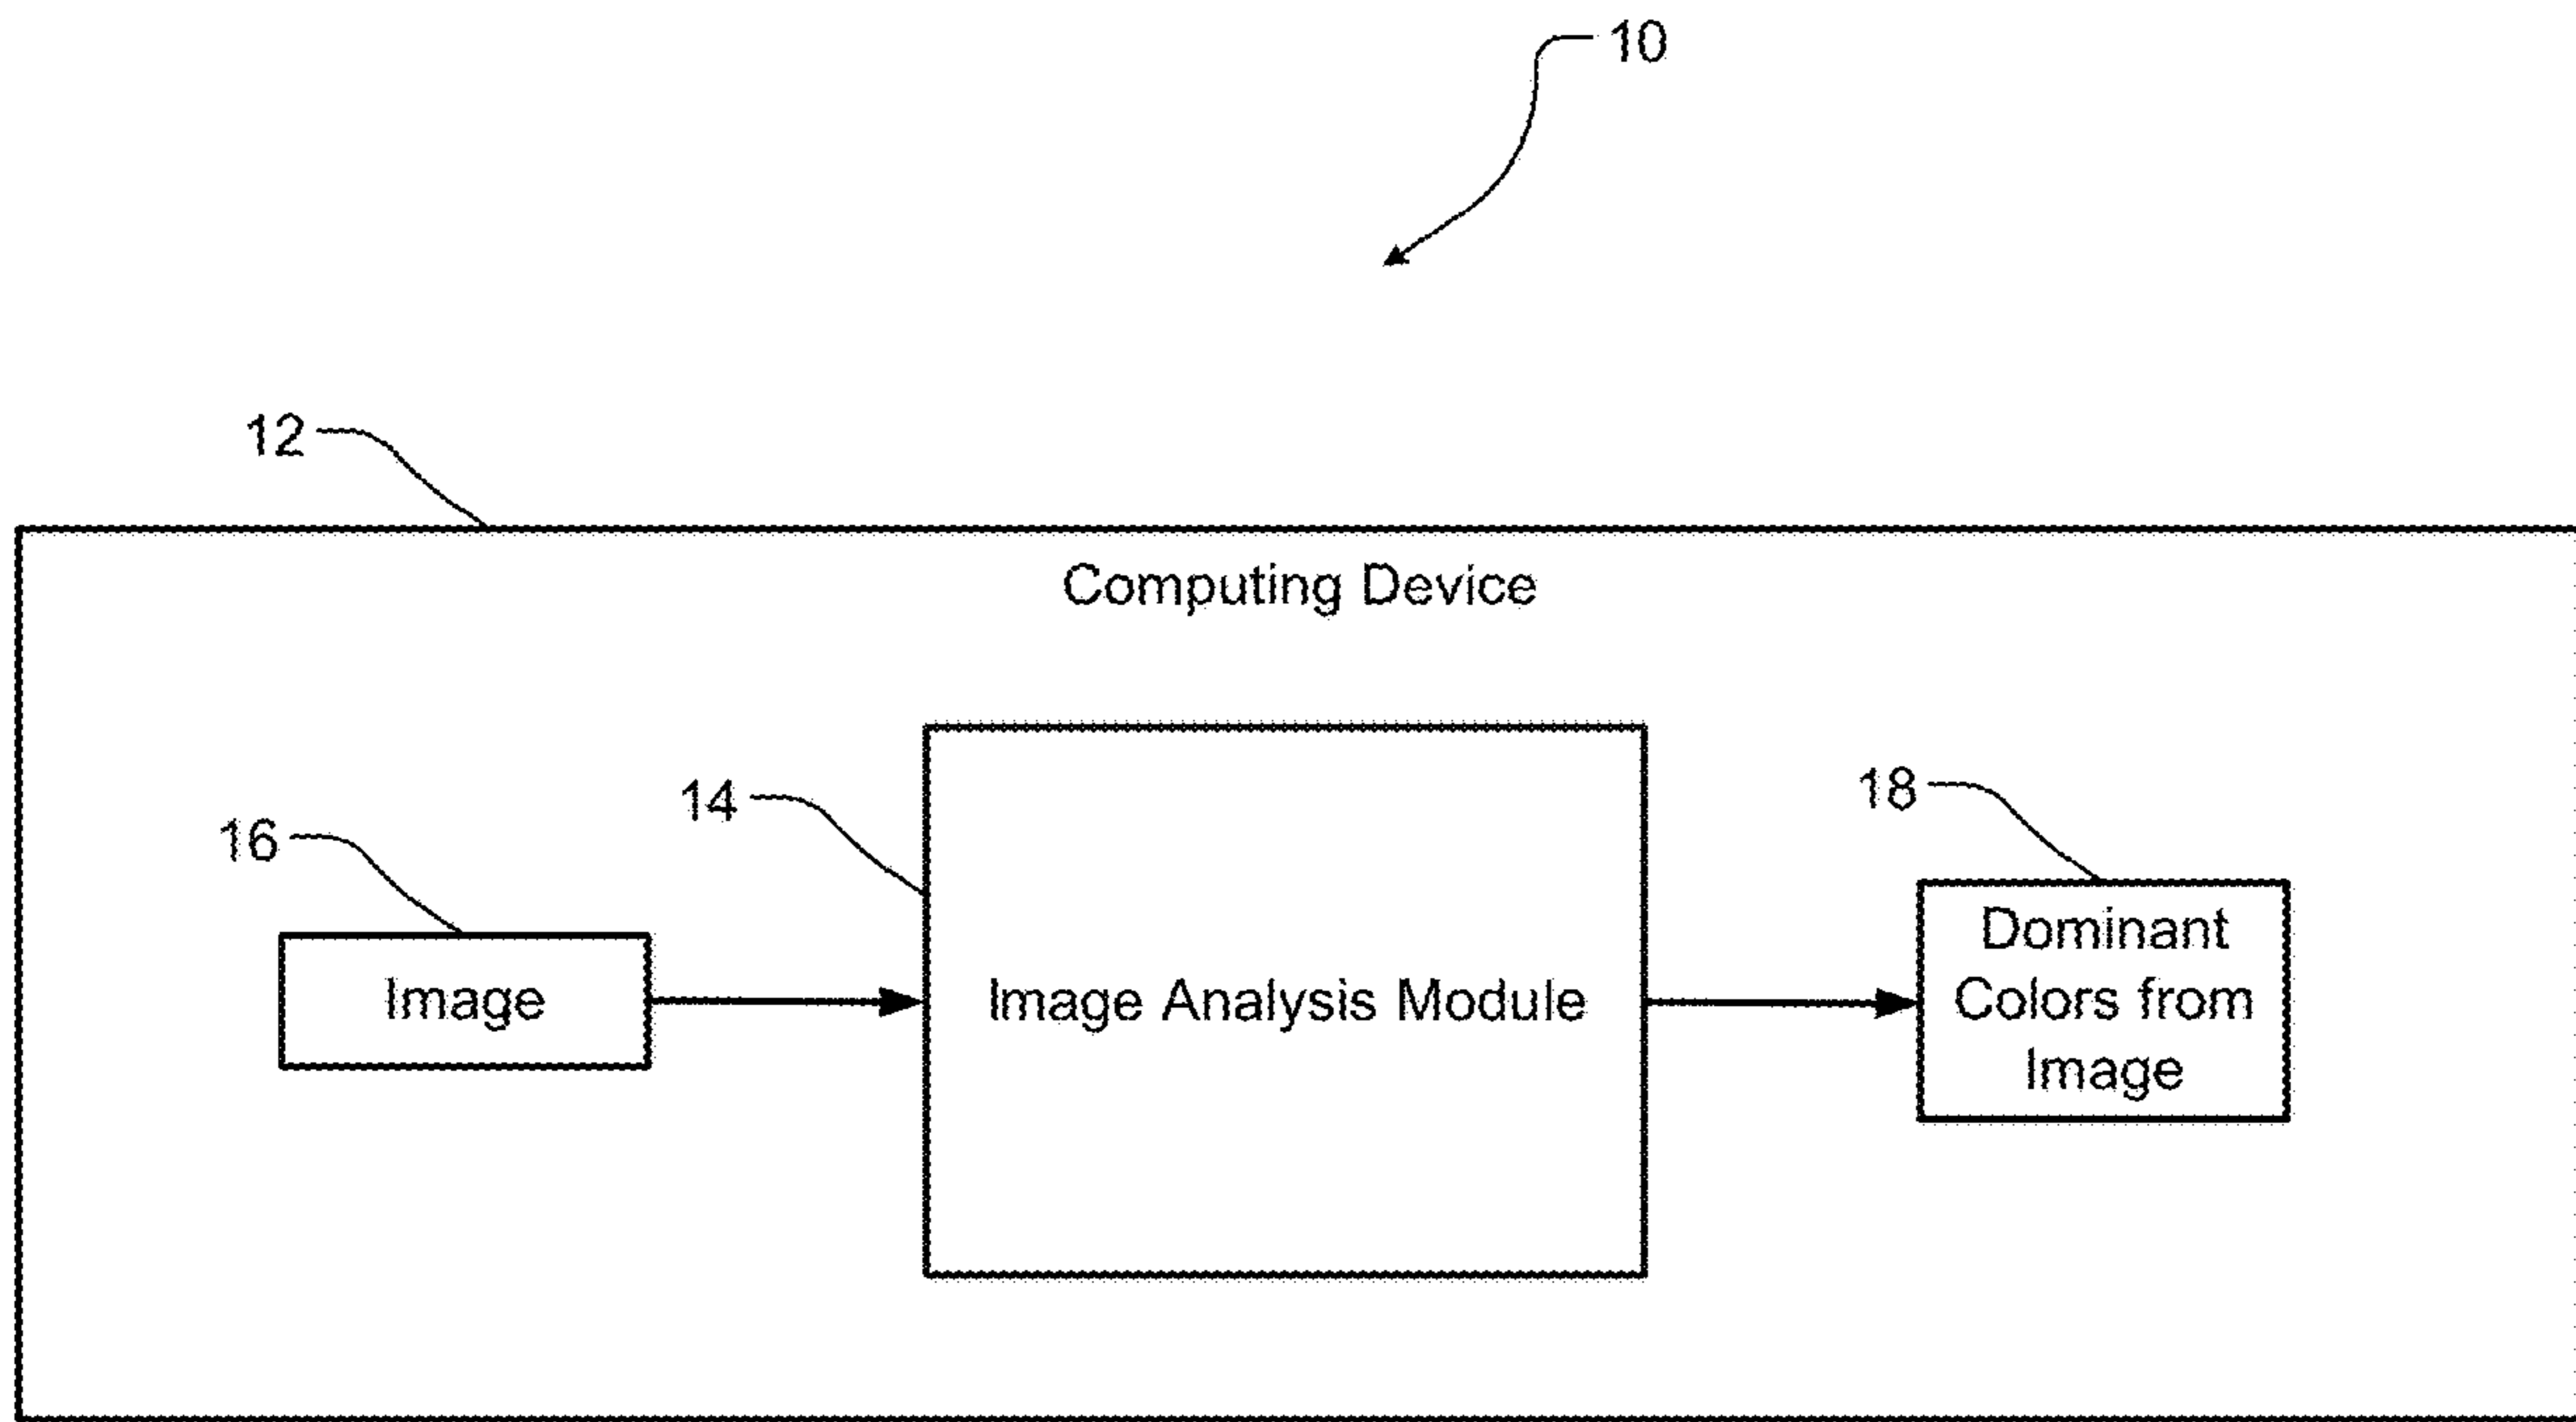 10
12
Computing Device
14
18
16
Image
Image Analysis Module
Dominant
Colors from
Image